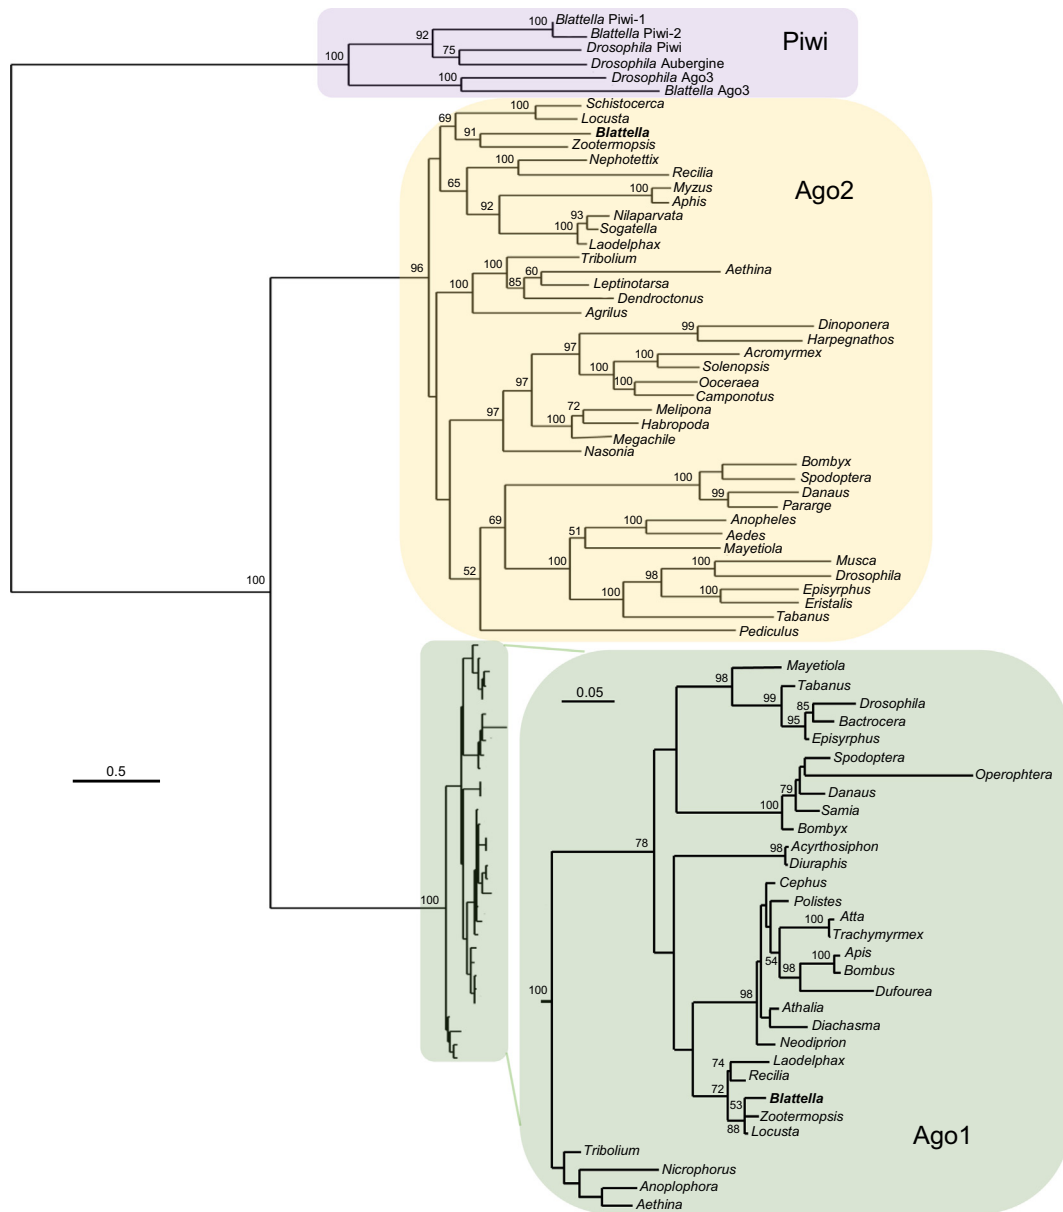 100
Blattella Piwi-1
Blattella Piwi-2
92
Drosophila Piwi
75
Drosophila Aubergine
100
Drosophila Ago3
100
Blattella Ago3
Piwi
Schistocerca
100
Locusta
69
Blattella
91
Zootermopsis
Nephotettix
100
Recilia
65
Myzus
100
Aphis
92
Nilaparvata
93
Sogatella
100
Laodelphax
Ago2
96
Tribolium
100
Aethina
60
Leptinotarsa
85
Dendroctonus
100
Agrilus
Dinoponera
99
Harpegnathos
97
Acromyrmex
100
Solenopsis
100
Ooceraea
100
Camponotus
97
Melipona
72
Habropoda
100
Megachile
97
Nasonia
Bombyx
100
Spodoptera
Danaus
99
Pararge
69
Anopheles
100
Aedes
51
Mayetiola
100
Musca
100
Drosophila
98
Episyrphus
100
Eristalis
100
Tabanus
52
Pediculus
100
0.5
100
0.05
Mayetiola
98
Tabanus
99
Drosophila
85
Bactrocera
95
Episyrphus
Spodoptera
Operophtera
79
Danaus
100
Samia
Bombyx
78
Acyrthosiphon
98
Diuraphis
Cephus
Polistes
Atta
100
Trachymyrmex
54
Apis
100
Bombus
98
Dufourea
98
Athalia
Diachasma
Neodiprion
100
Laodelphax
74
Recilia
72
Blattella
53
Zootermopsis
88
Locusta
Ago1
Tribolium
Nicrophorus
Anoplophora
Aethina